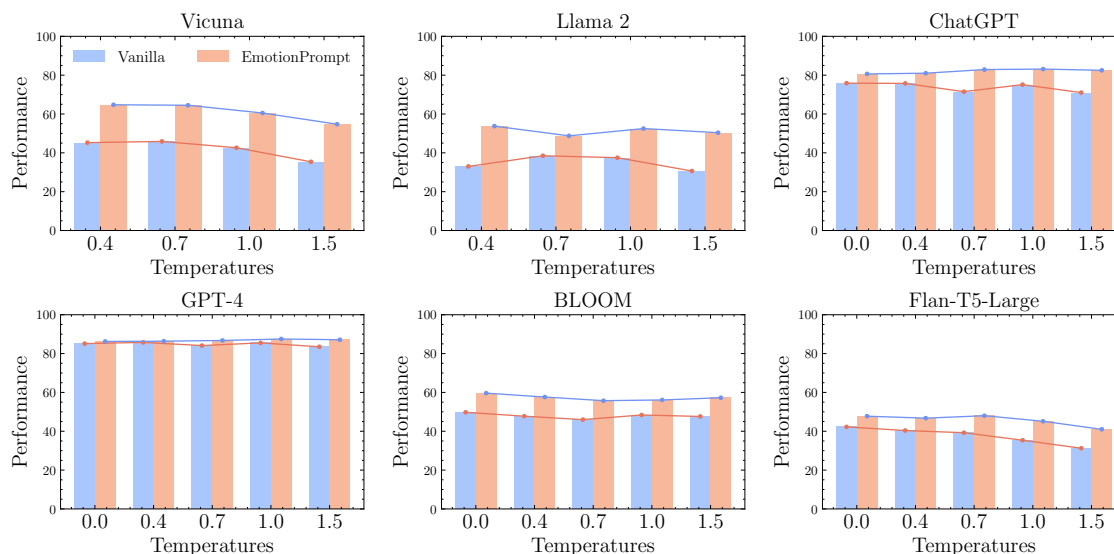 Vicuna
Llama 2
ChatGPT
100
80
60
40
20
0
Performance
Vanilla
EmotionPrompt
0.4 0.7 1.0 1.5
Temperatures
100
80
60
40
20
0
Performance
0.4 0.7 1.0 1.5
Temperatures
100
80
60
40
20
0
Performance
0.0 0.4 0.7 1.0 1.5
Temperatures
GPT-4
BLOOM
Flan-T5-Large
100
80
60
40
20
0
Performance
0.0 0.4 0.7 1.0 1.5
Temperatures
100
80
60
40
20
0
Performance
0.0 0.4 0.7 1.0 1.5
Temperatures
100
80
60
40
20
0
Performance
0.0 0.4 0.7 1.0 1.5
Temperatures